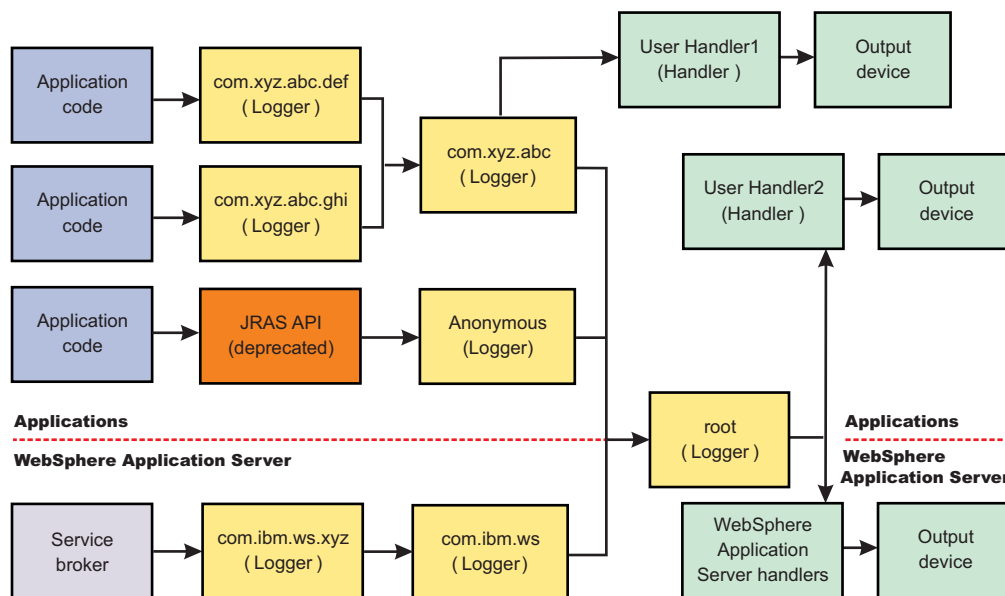 Application
code
com.xyz.abc.def
( Logger )
User Handler1
(Handler )
Output
device
Application
code
com.xyz.abc.ghi
( Logger )
com.xyz.abc
( Logger )
User Handler2
(Handler )
Output
device
Application
code
JRAS API
(deprecated)
Anonymous
(Logger)
root
( Logger )
Applications
WebSphere Application Server
Applications
WebSphere
Application Server
Service
broker
com.ibm.ws.xyz
( Logger )
com.ibm.ws
( Logger )
WebSphere
Application
Server handlers
Output
device